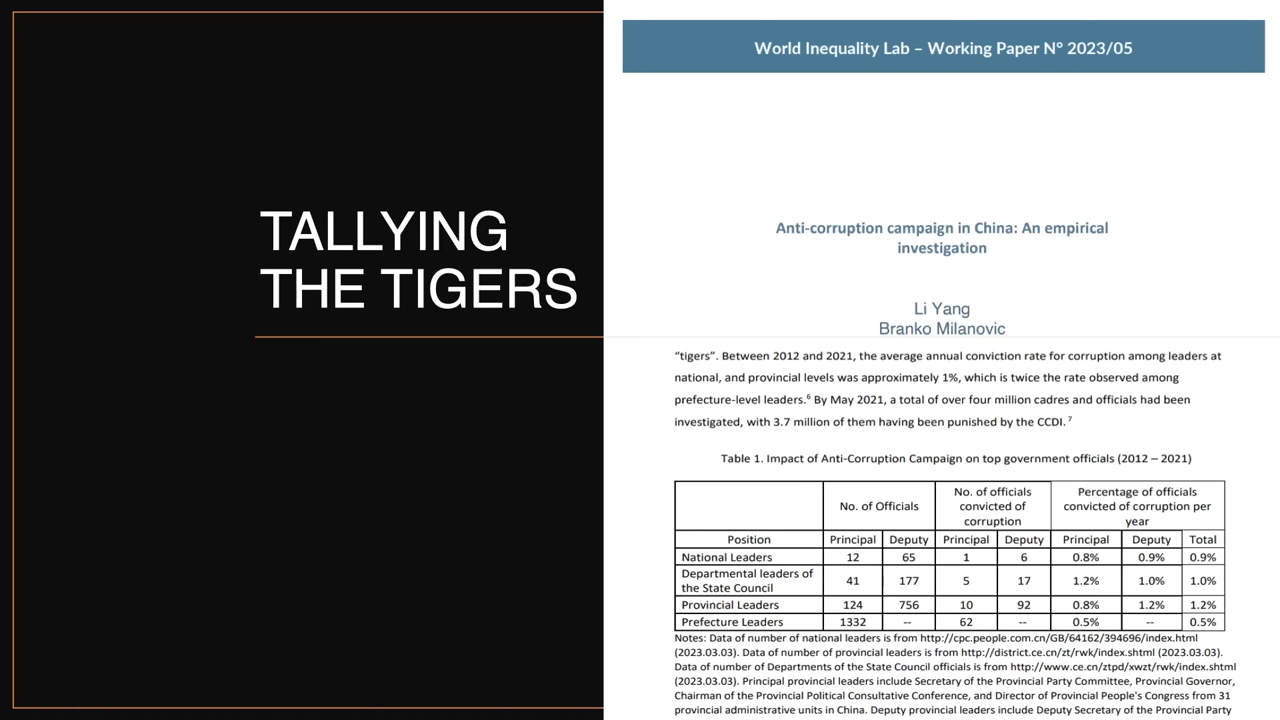 TALLYING
THE TIGERS
World Inequality Lab – Working Paper N° 2023/05
Anti-corruption campaign in China: An empirical
investigation
Li Yang
Branko Milanovic
“tigers”. Between 2012 and 2021, the average annual conviction rate for corruption among leaders at
national, and provincial levels was approximately 1%, which is twice the rate observed among
prefecture-level leaders.⁶ By May 2021, a total of over four million cadres and officials had been
investigated, with 3.7 million of them having been punished by the CCDI. ⁷
Table 1. Impact of Anti-Corruption Campaign on top government officials (2012 – 2021)
No. of Officials No. of officials convicted of corruption Percentage of officials convicted of corruption per year
Position Principal Deputy Principal Deputy Principal Deputy Total
National Leaders 12 65 1 6 0.8% 0.9% 0.9%
Departmental leaders of the State Council 41 177 5 17 1.2% 1.0% 1.0%
Provincial Leaders 124 756 10 92 0.8% 1.2% 1.2%
Prefecture Leaders 1332 -- 62 -- 0.5% -- 0.5%
Notes: Data of number of national leaders is from http://cpc.people.com.cn/GB/64162/394696/index.html
(2023.03.03). Data of number of provincial leaders is from http://district.ce.cn/zt/rwk/index.shtml (2023.03.03).
Data of number of Departments of the State Council officials is from http://www.ce.cn/ztpd/xwzt/rwk/index.shtml
(2023.03.03). Principal provincial leaders include Secretary of the Provincial Party Committee, Provincial Governor,
Chairman of the Provincial Political Consultative Conference, and Director of Provincial People's Congress from 31
provincial administrative units in China. Deputy provincial leaders include Deputy Secretary of the Provincial Party